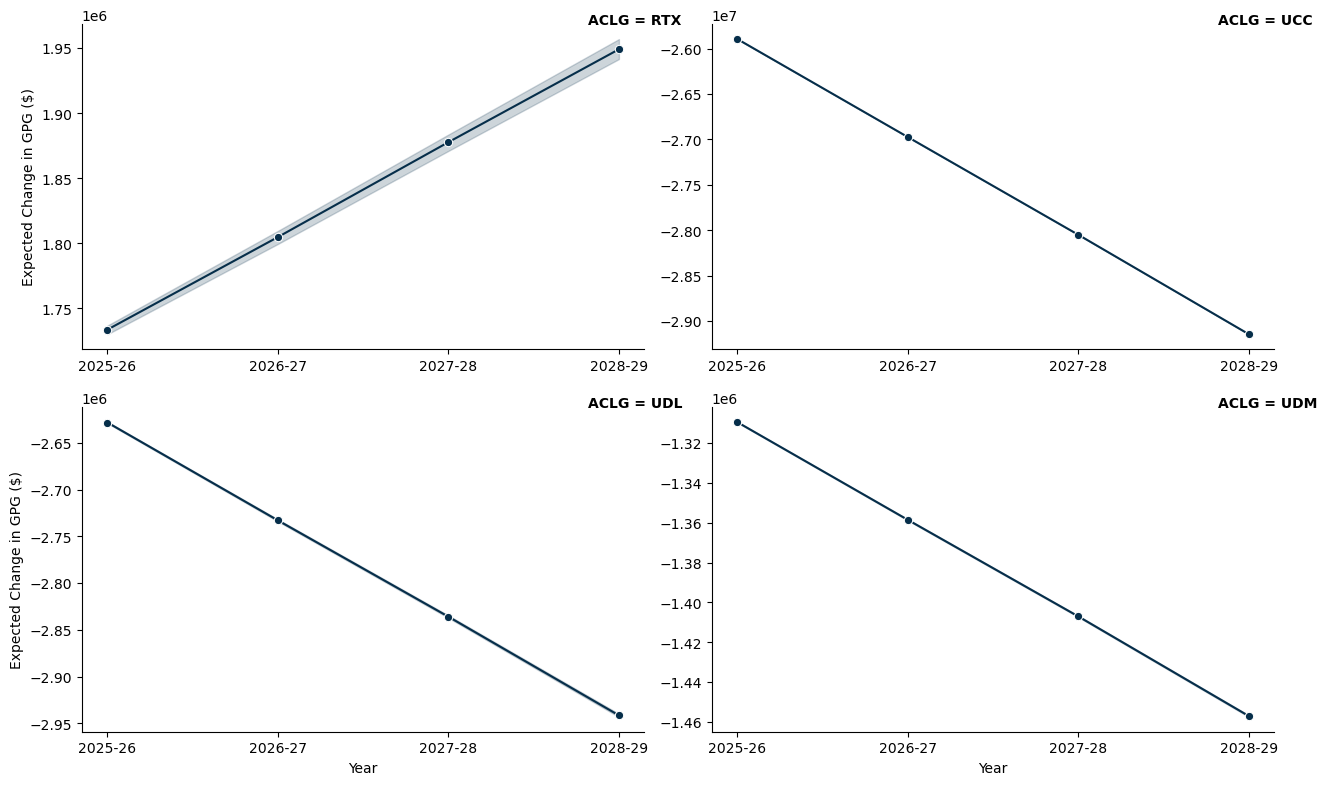 1e6
ACLG = RTX
Expected Change in GPG ($)
1.95
1.90
1.85
1.80
1.75
2025-26 2026-27 2027-28 2028-29
1e7
ACLG = UCC
−2.60
−2.65
−2.70
−2.75
−2.80
−2.85
−2.90
2025-26 2026-27 2027-28 2028-29
1e6
ACLG = UDL
Expected Change in GPG ($)
−2.65
−2.70
−2.75
−2.80
−2.85
−2.90
−2.95
2025-26 2026-27 2027-28 2028-29
Year
1e6
ACLG = UDM
−1.32
−1.34
−1.36
−1.38
−1.40
−1.42
−1.44
−1.46
2025-26 2026-27 2027-28 2028-29
Year